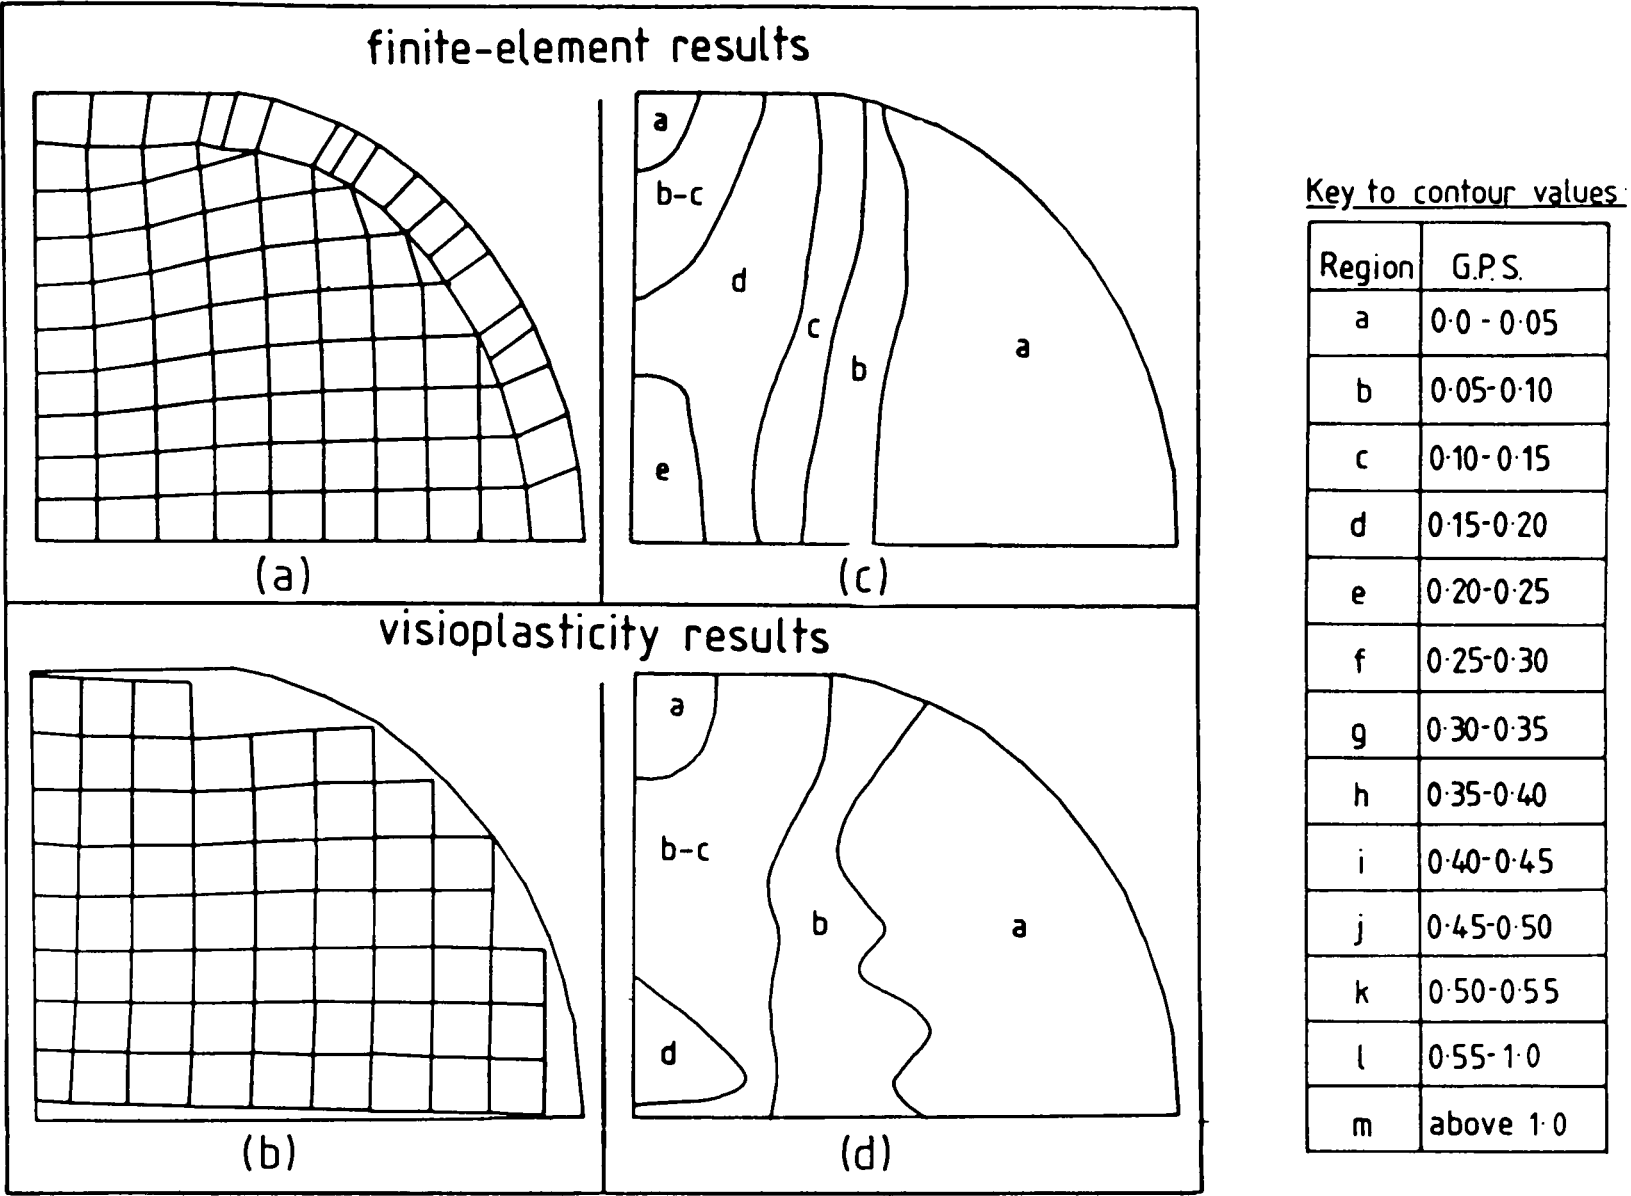 finite-element results
a
b-c
d
c
b
a
e
(a)
(c)
visioplasticity results
a
b-c
b
a
d
(b)
(d)
Key to contour values
Region G.P.S.
a 0·0 - 0·05
b 0·05-0·10
c 0·10-0·15
d 0·15-0·20
e 0·20-0·25
f 0·25-0·30
g 0·30-0·35
h 0·35-0·40
i 0·40-0·45
j 0·45-0·50
k 0·50-0·55
l 0·55-1·0
m above 1·0